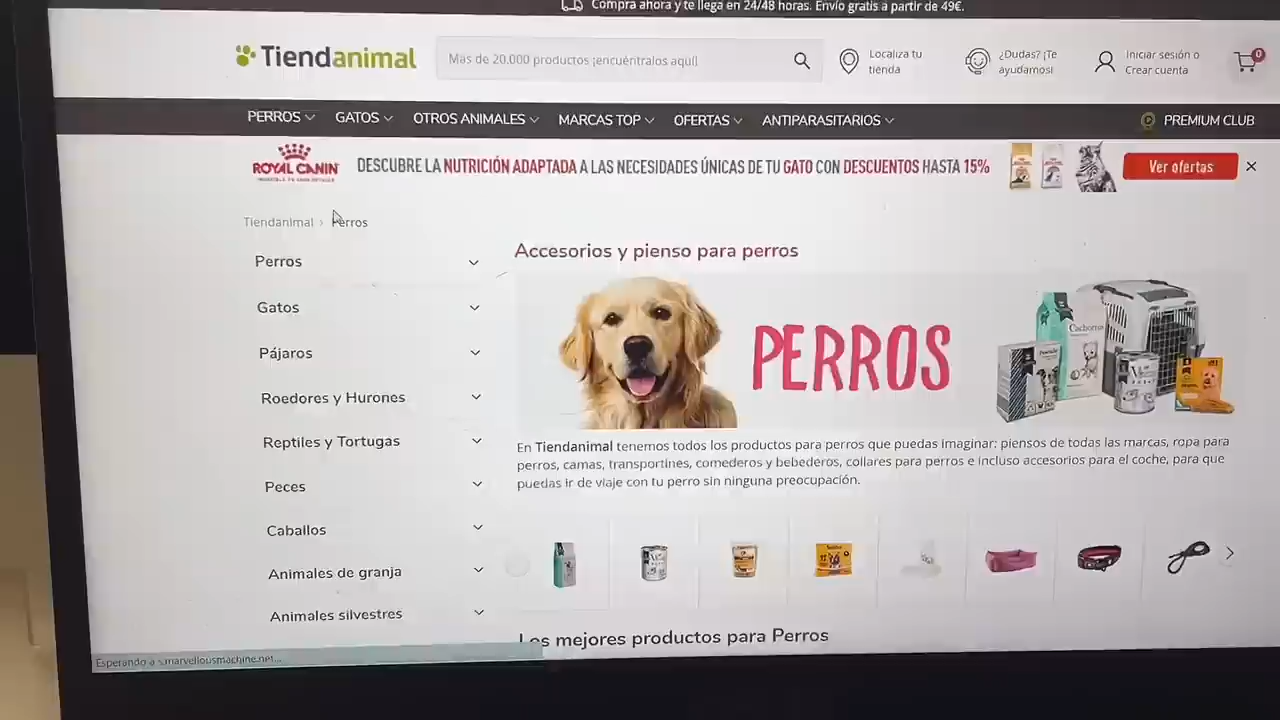 Compra ahora y te llega en 24/48 horas. Envío gratis a partir de 49€.
Tiendanimal
Más de 20.000 productos ¡encuéntralos aquí!
Localiza tu
tienda
¿Dudas? ¡Te
ayudamos!
Iniciar sesión o
Crear cuenta
0
PERROS
GATOS
OTROS ANIMALES
MARCAS TOP
OFERTAS
ANTIPARASITARIOS
PREMIUM CLUB
ROYAL CANIN
DESCUBRE LA NUTRICIÓN ADAPTADA A LAS NECESIDADES ÚNICAS DE TU GATO CON DESCUENTOS HASTA 15%
Ver ofertas
Tiendanimal › Perros
Perros
Gatos
Pájaros
Roedores y Hurones
Reptiles y Tortugas
Peces
Caballos
Animales de granja
Animales silvestres
Accesorios y pienso para perros
PERROS
Cachorros
En Tiendanimal tenemos todos los productos para perros que puedas imaginar: piensos de todas las marcas, ropa para
perros, camas, transportines, comederos y bebederos, collares para perros e incluso accesorios para el coche, para que
puedas ir de viaje con tu perro sin ninguna preocupación.
Los mejores productos para Perros
Esperando a s.marvellousmachine.net...